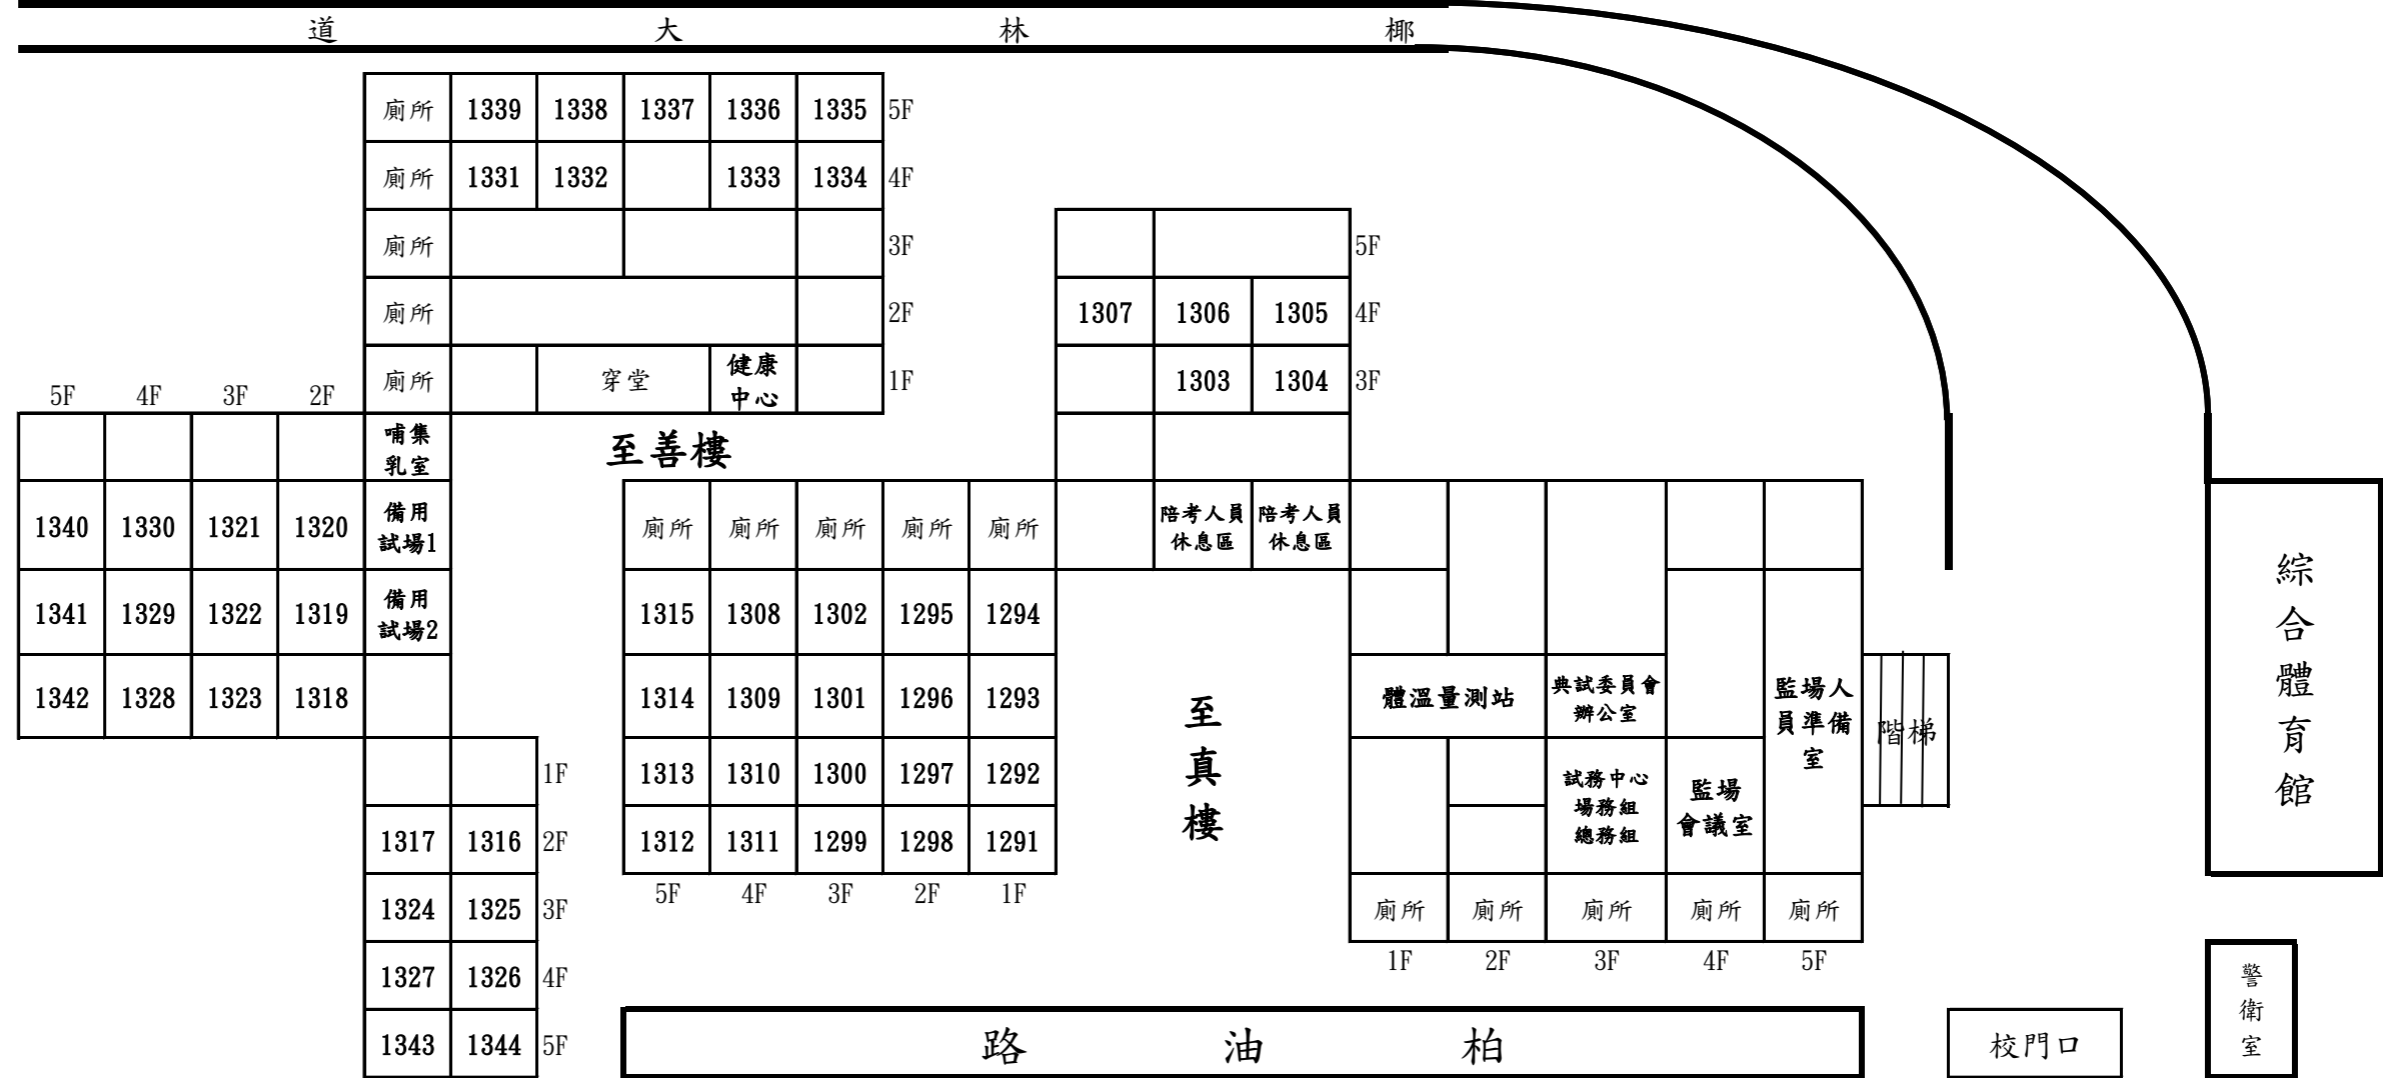 道 大 林 椰
廁所 1339 1338 1337 1336 1335 5F
廁所 1331 1332 1333 1334 4F
廁所 3F
5F
廁所 2F
1307 1306 1305 4F
廁所 穿堂 健康
中心 1F
1303 1304 3F
5F 4F 3F 2F
哺集
乳室
至善樓
1340 1330 1321 1320 備用
試場1
廁所 廁所 廁所 廁所 廁所
陪考人員
休息區
陪考人員
休息區
1341 1329 1322 1319 備用
試場2
1315 1308 1302 1295 1294
1342 1328 1323 1318
1314 1309 1301 1296 1293
至
真
樓
體溫量測站
典試委員會
辦公室
監場人
員準備
室
階梯
綜
合
體
育
館
1F
1313 1310 1300 1297 1292
試務中心
場務組
總務組
監場
會議室
1317 1316 2F
1312 1311 1299 1298 1291
5F 4F 3F 2F 1F
1324 1325 3F
廁所 廁所 廁所 廁所 廁所
1F 2F 3F 4F 5F
1327 1326 4F
1343 1344 5F
路 油 柏
校門口
警
衛
室